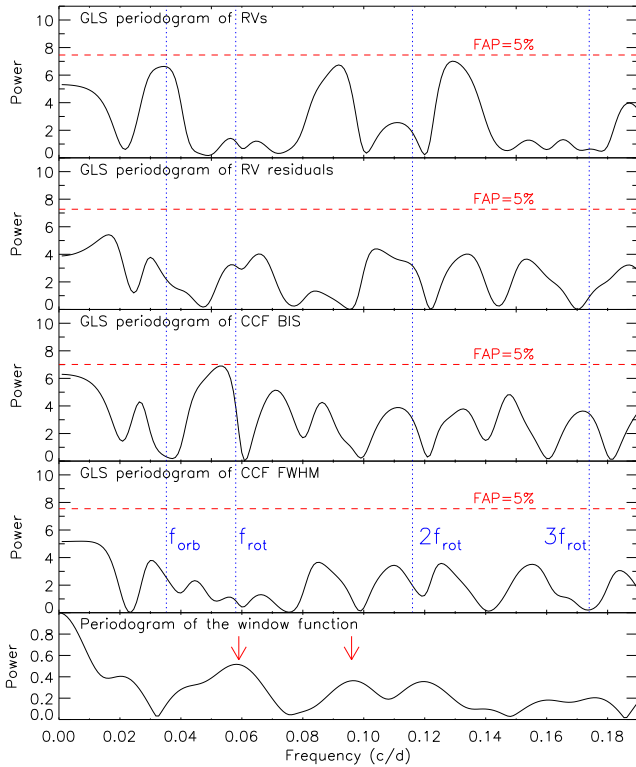 GLS periodogram of RVs
FAP=5%
10
8
6
4
2
0
Power
GLS periodogram of RV residuals
FAP=5%
10
8
6
4
2
0
Power
GLS periodogram of CCF BIS
FAP=5%
10
8
6
4
2
0
Power
GLS periodogram of CCF FWHM
FAP=5%
10
8
6
4
2
0
Power
f_orb f_rot 2f_rot 3f_rot
Periodogram of the window function
0.8
0.6
0.4
0.2
0.0
Power
0.00 0.02 0.04 0.06 0.08 0.10 0.12 0.14 0.16 0.18
Frequency (c/d)